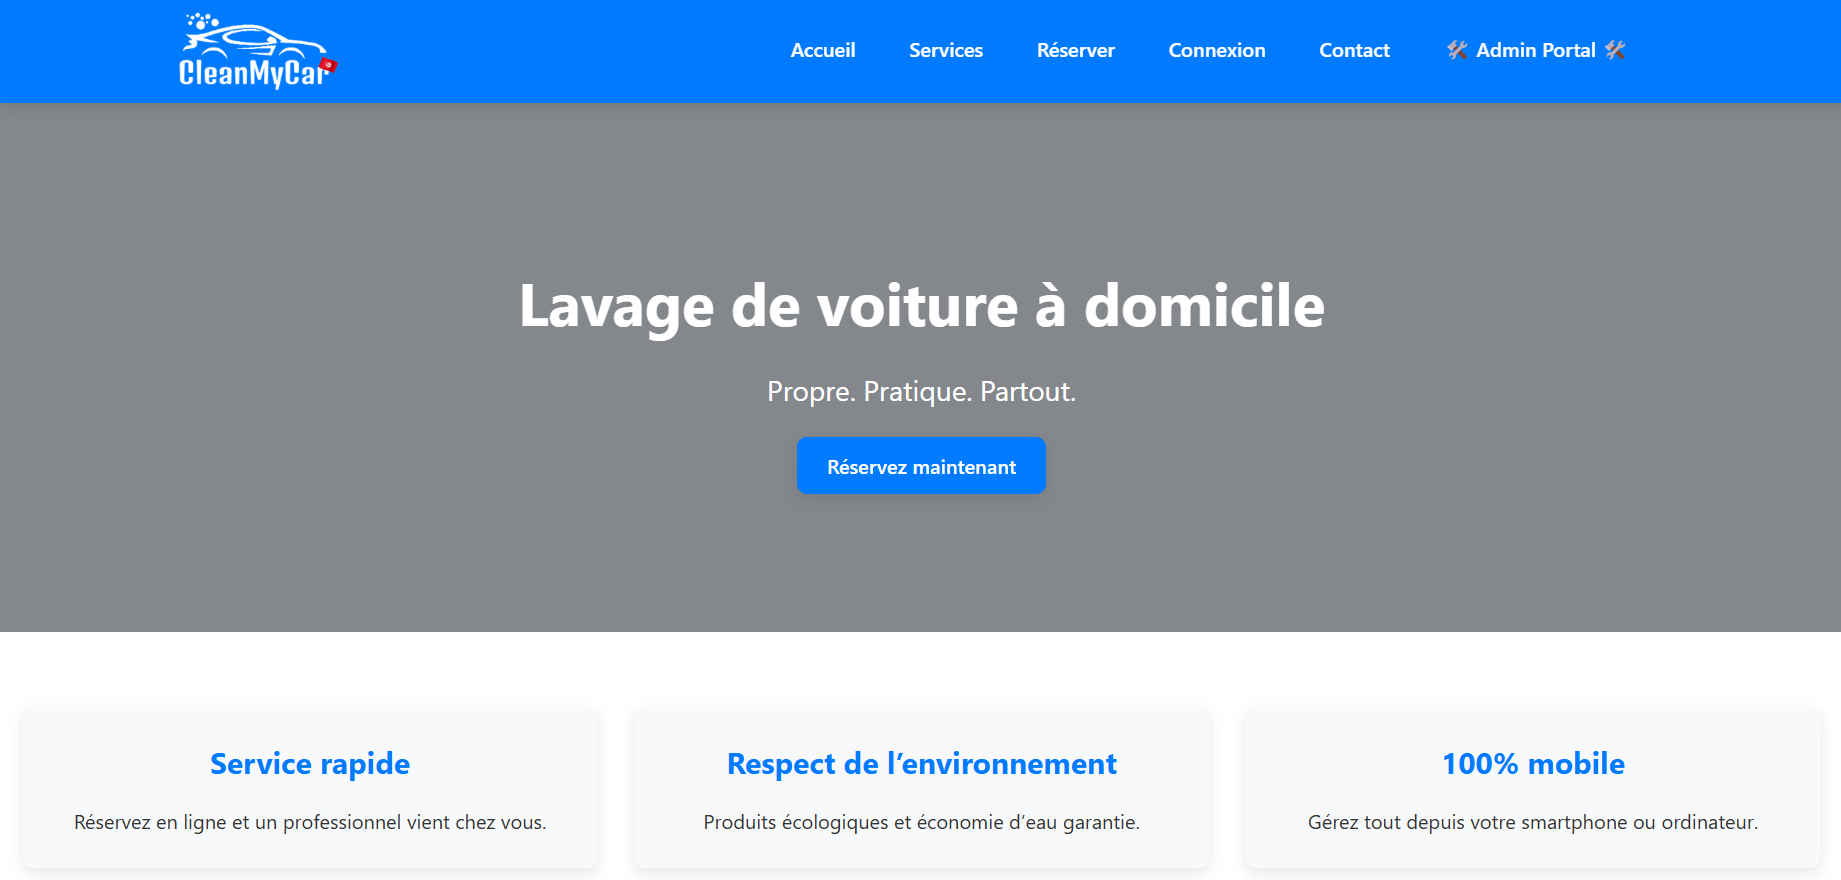 CleanMyCar
Accueil
Services
Réserver
Connexion
Contact
🛠️ Admin Portal 🛠️
Lavage de voiture à domicile
Propre. Pratique. Partout.
Réservez maintenant
Service rapide
Réservez en ligne et un professionnel vient chez vous.
Respect de l’environnement
Produits écologiques et économie d’eau garantie.
100% mobile
Gérez tout depuis votre smartphone ou ordinateur.